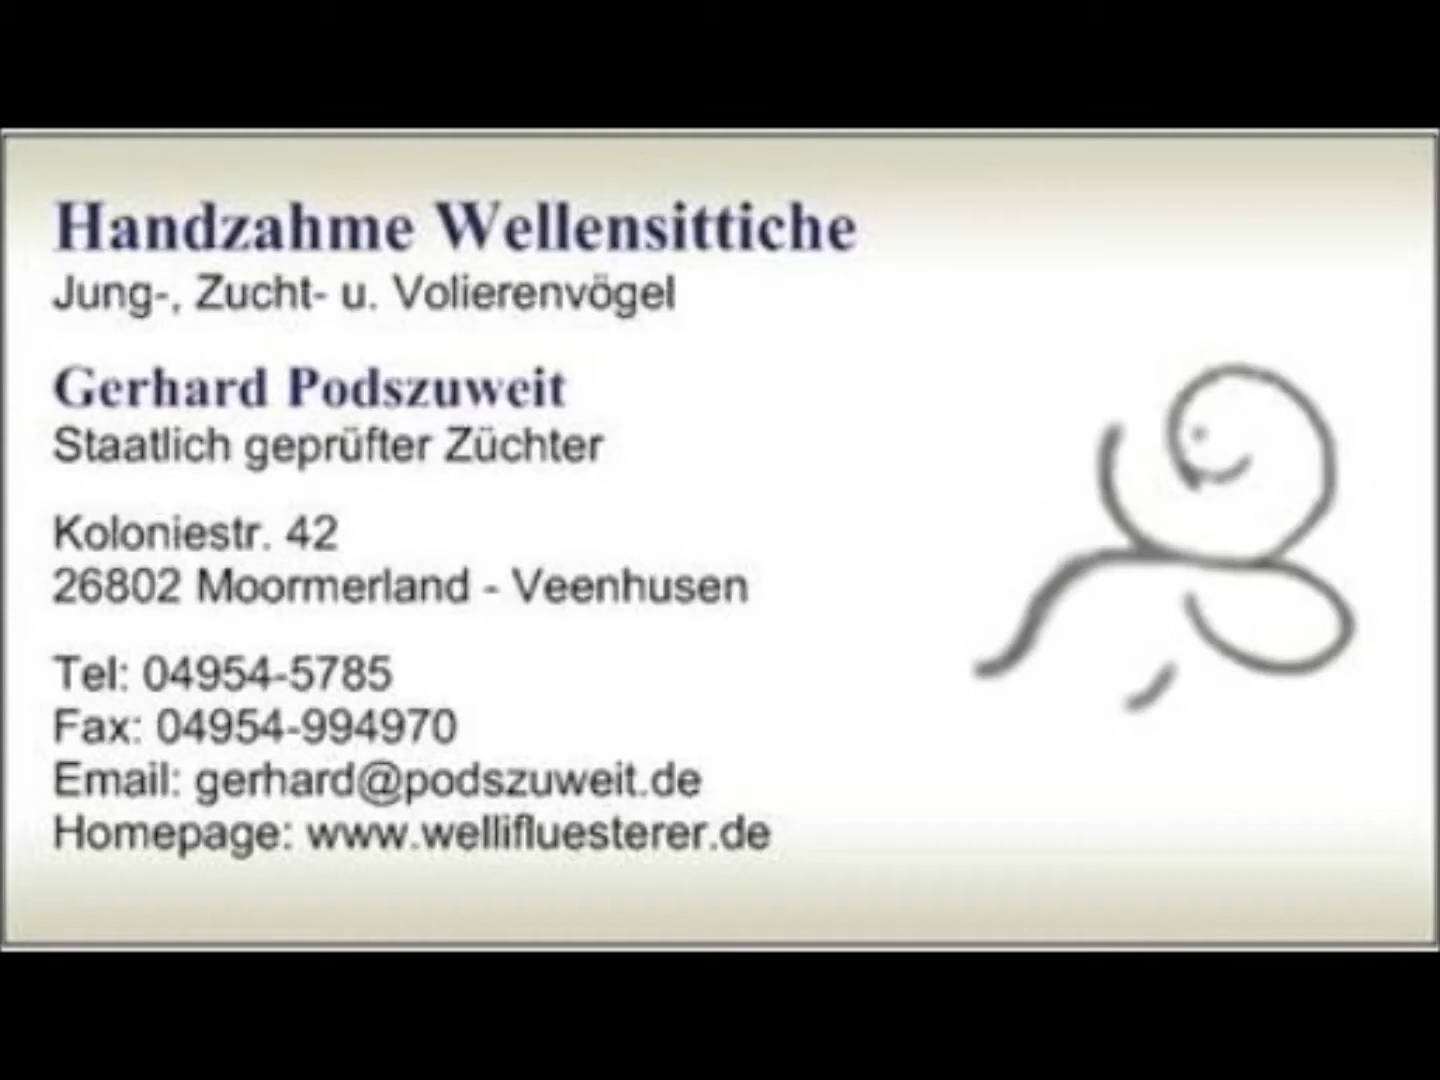 Handzahme Wellensittiche
Jung-, Zucht- u. Volierenvögel
Gerhard Podszuweit
Staatlich geprüfter Züchter
Koloniestr. 42
26802 Moormerland - Veenhusen
Tel: 04954-5785
Fax: 04954-994970
Email: gerhard@podszuweit.de
Homepage: www.wellifluesterer.de